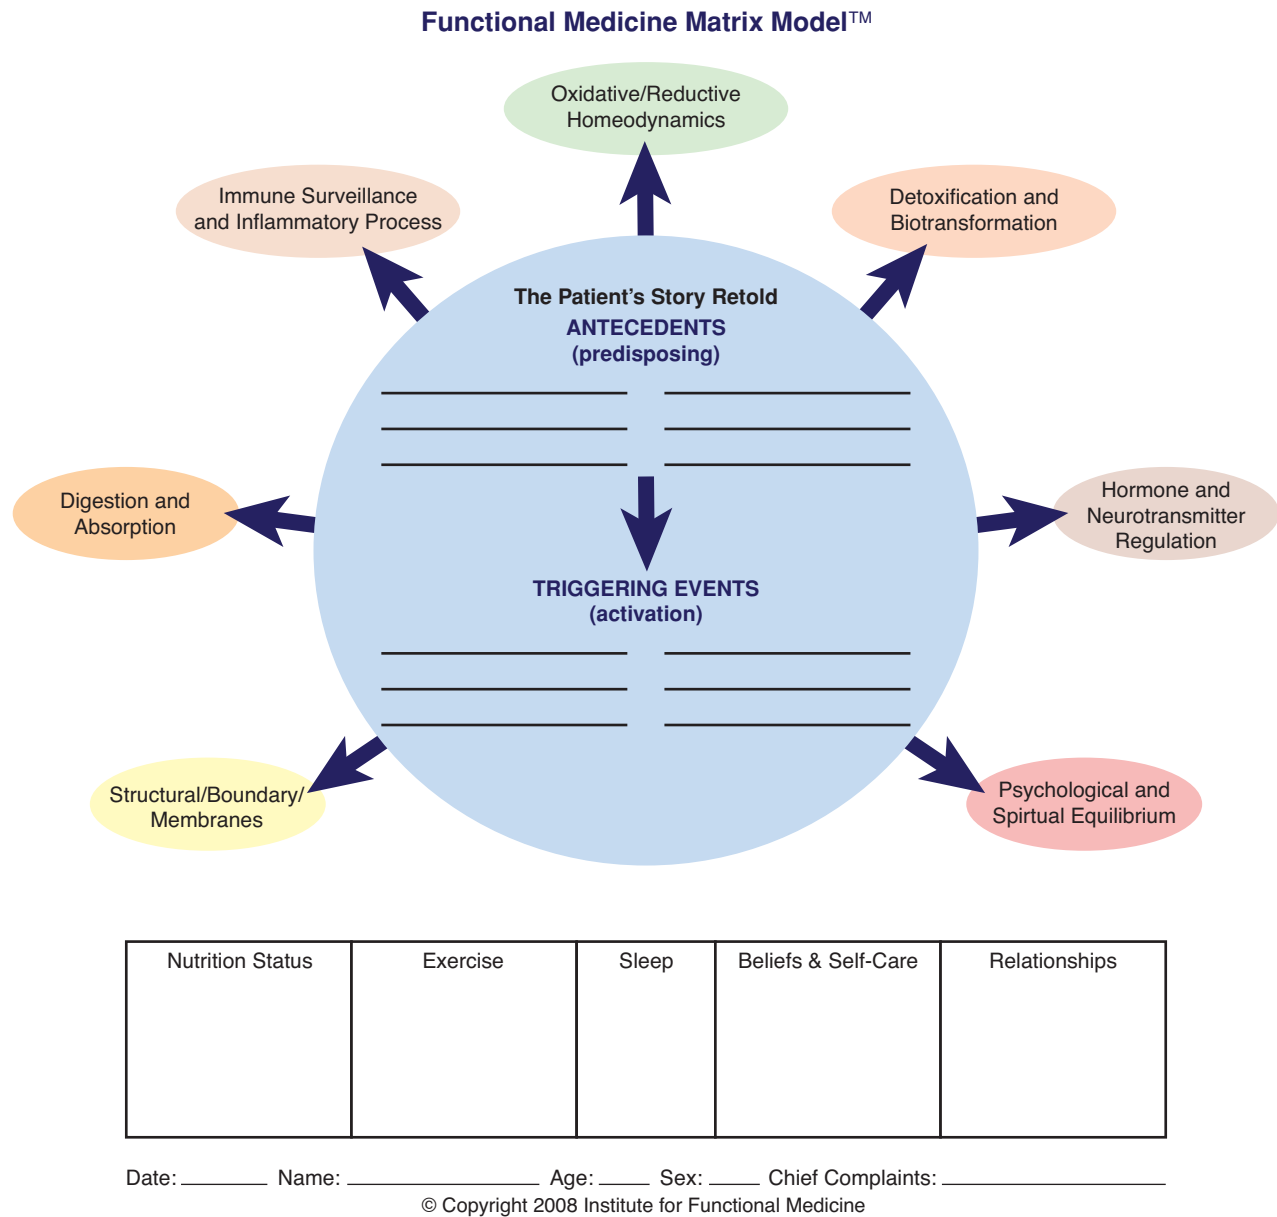 Functional Medicine Matrix Model™
Oxidative/Reductive
Homeodynamics
Immune Surveillance
and Inflammatory Process
Detoxification and
Biotransformation
The Patient's Story Retold
ANTECEDENTS
(predisposing)
Digestion and
Absorption
Hormone and
Neurotransmitter
Regulation
TRIGGERING EVENTS
(activation)
Structural/Boundary/
Membranes
Psychological and
Spirtual Equilibrium
Nutrition Status
Exercise
Sleep
Beliefs & Self-Care
Relationships
Date: Name: Age: Sex: Chief Complaints:
© Copyright 2008 Institute for Functional Medicine